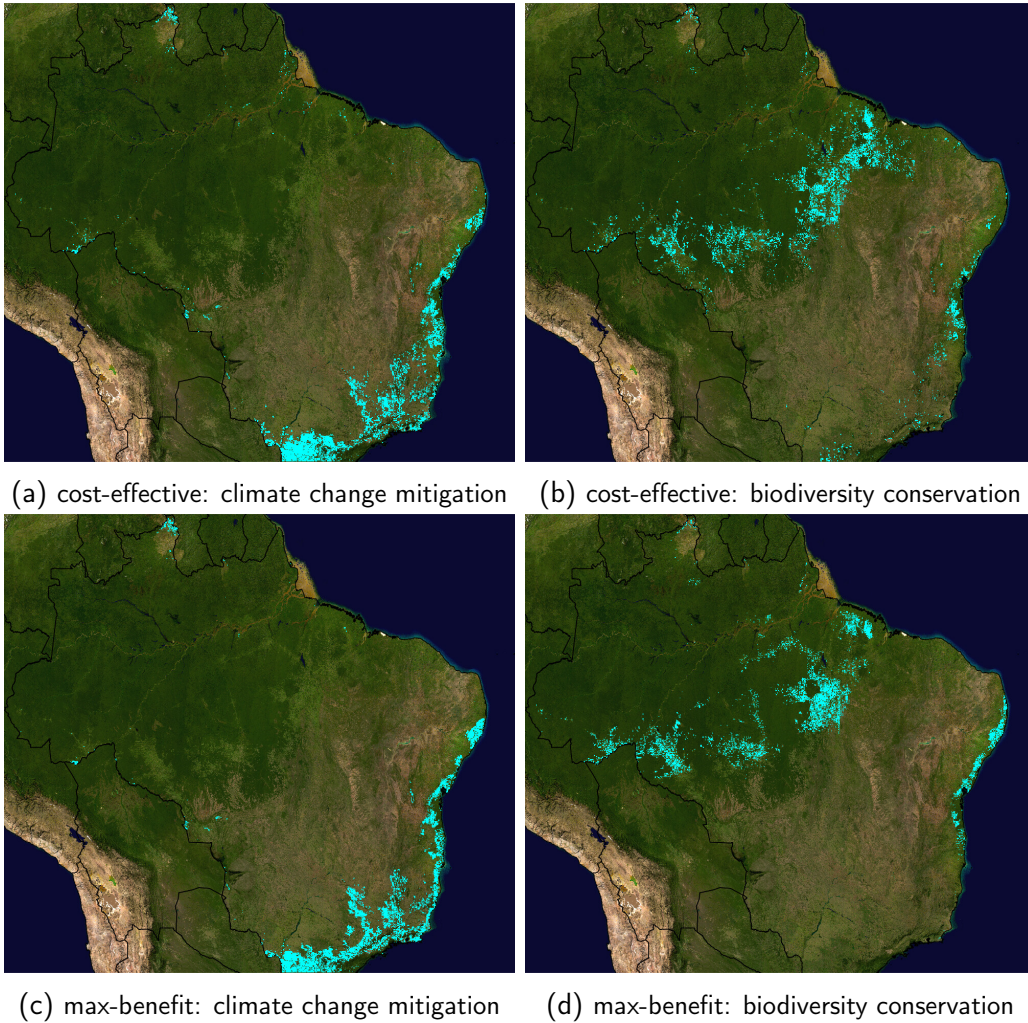 (a) cost-effective: climate change mitigation
(b) cost-effective: biodiversity conservation
(c) max-benefit: climate change mitigation
(d) max-benefit: biodiversity conservation